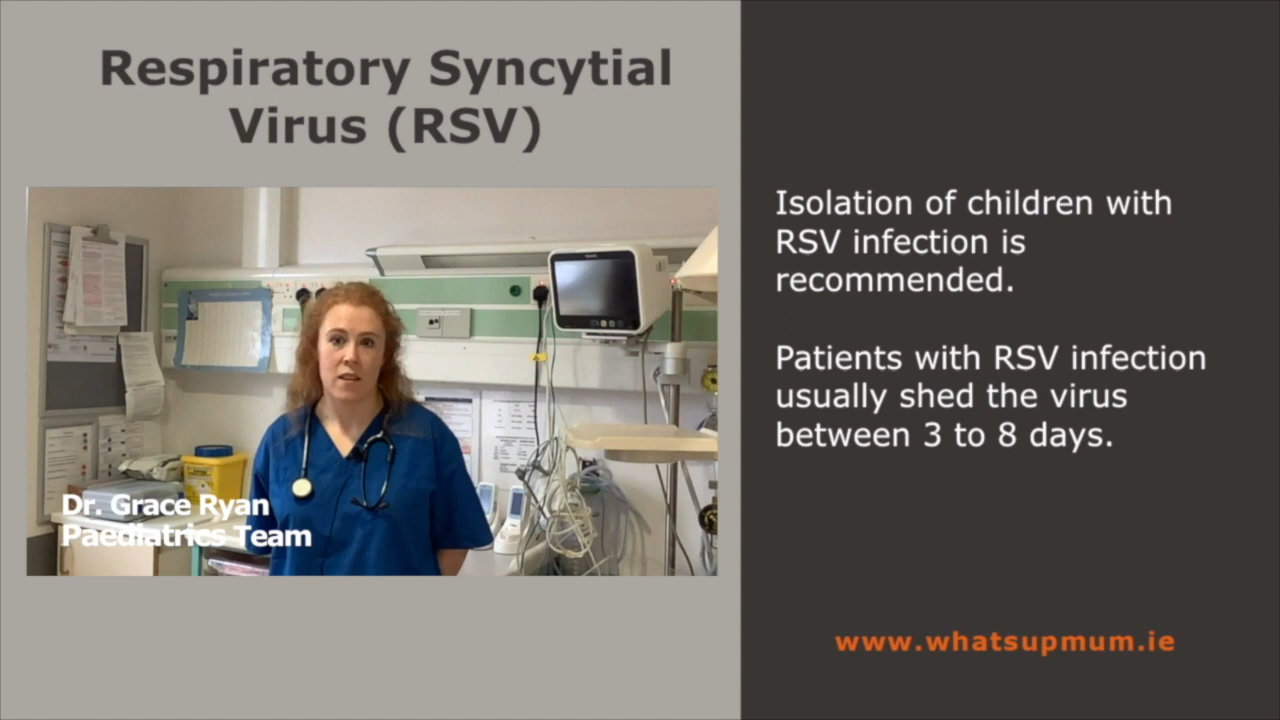 Respiratory Syncytial
Virus (RSV)
Dr. Grace Ryan
Paediatrics Team
Isolation of children with
RSV infection is
recommended.
Patients with RSV infection
usually shed the virus
between 3 to 8 days.
www.whatsupmum.ie